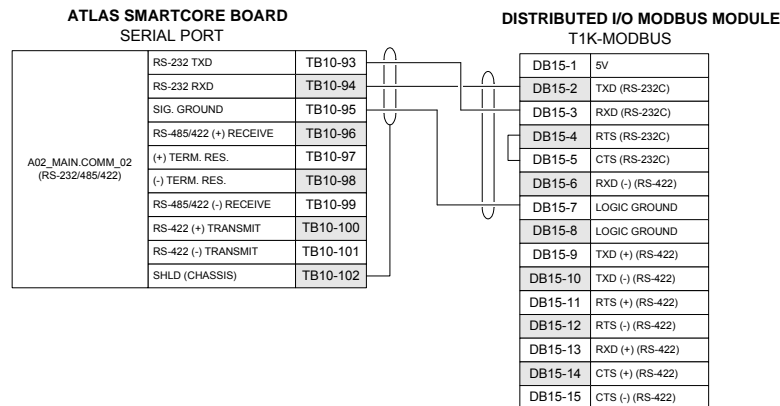 ATLAS SMARTCORE BOARD
SERIAL PORT
A02_MAIN.COMM_02
(RS-232/485/422)
RS-232 TXD TB10-93
RS-232 RXD TB10-94
SIG. GROUND TB10-95
RS-485/422 (+) RECEIVE TB10-96
(+) TERM. RES. TB10-97
(-) TERM. RES. TB10-98
RS-485/422 (-) RECEIVE TB10-99
RS-422 (+) TRANSMIT TB10-100
RS-422 (-) TRANSMIT TB10-101
SHLD (CHASSIS) TB10-102
DISTRIBUTED I/O MODBUS MODULE
T1K-MODBUS
DB15-1 5V
DB15-2 TXD (RS-232C)
DB15-3 RXD (RS-232C)
DB15-4 RTS (RS-232C)
DB15-5 CTS (RS-232C)
DB15-6 RXD (-) (RS-422)
DB15-7 LOGIC GROUND
DB15-8 LOGIC GROUND
DB15-9 TXD (+) (RS-422)
DB15-10 TXD (-) (RS-422)
DB15-11 RTS (+) (RS-422)
DB15-12 RTS (-) (RS-422)
DB15-13 RXD (+) (RS-422)
DB15-14 CTS (+) (RS-422)
DB15-15 CTS (-) (RS-422)